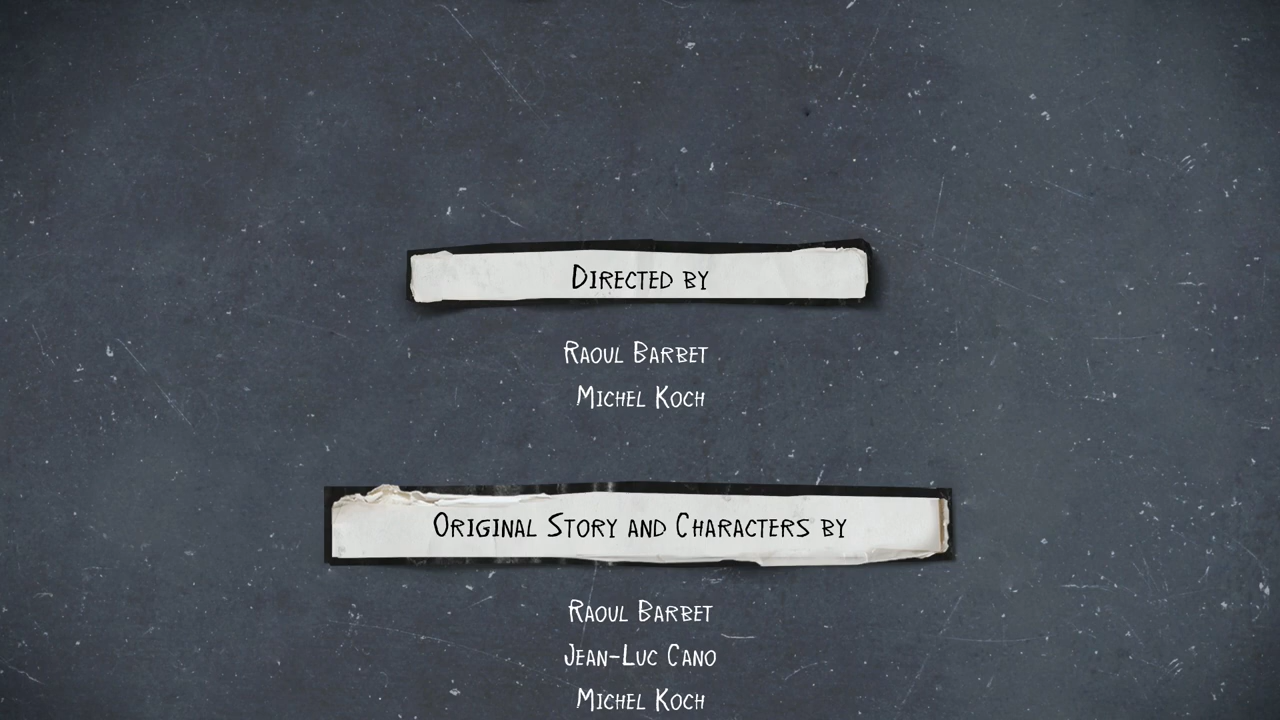 Directed by
Raoul Barbet
Michel Koch
Original Story and Characters by
Raoul Barbet
Jean-Luc Cano
Michel Koch